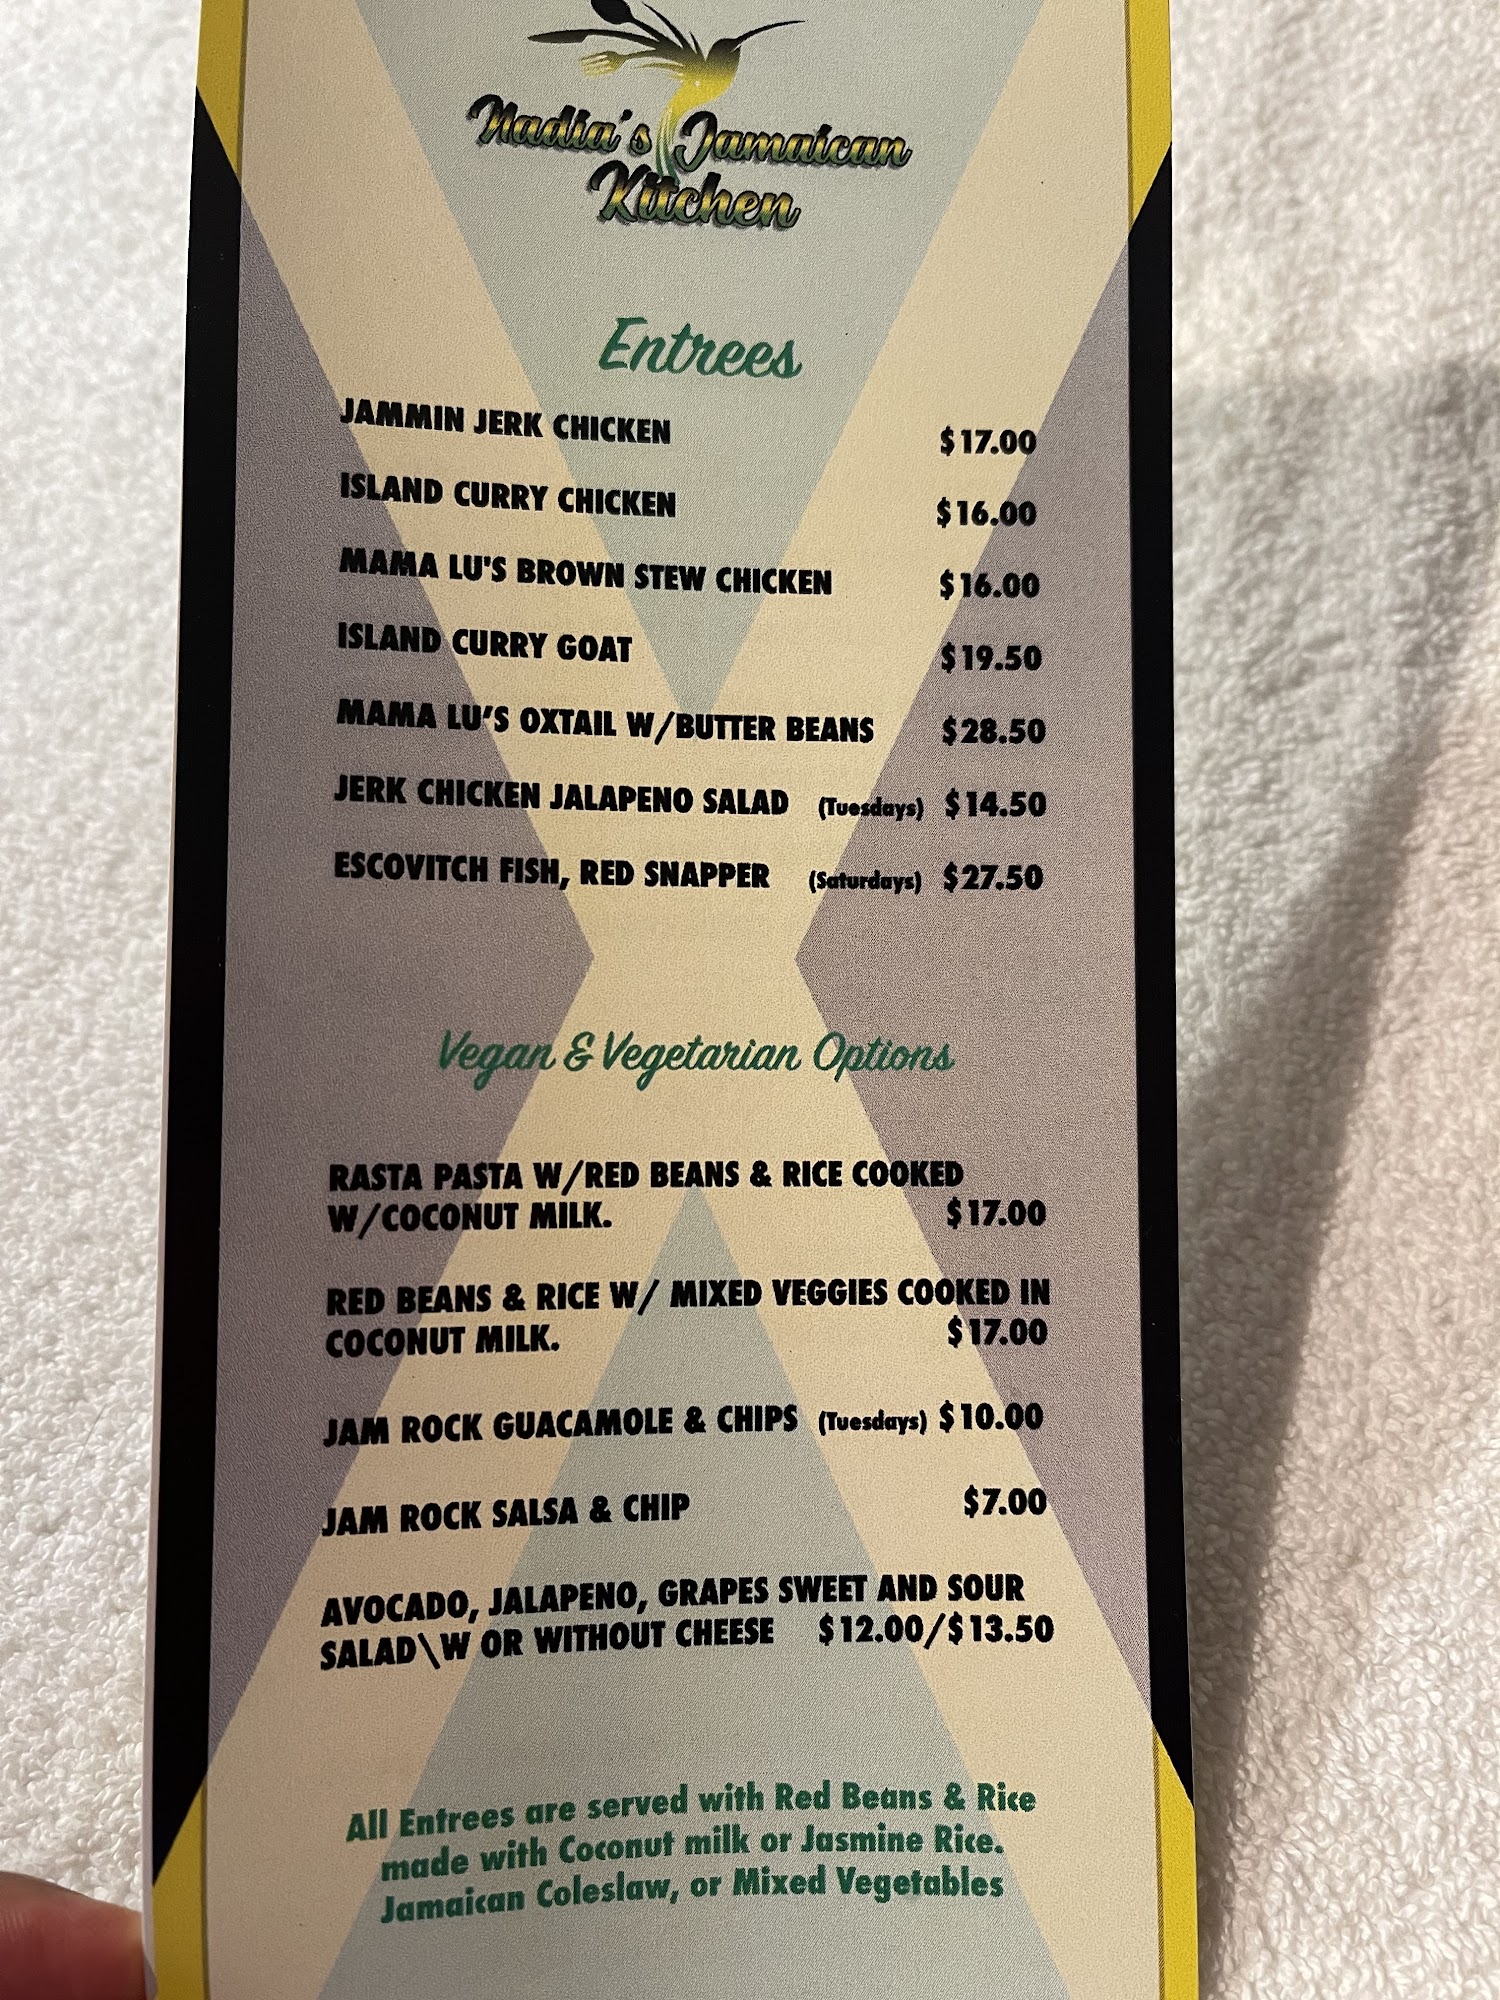 Nadia's Jamaican
Kitchen
Entrees
JAMMIN JERK CHICKEN $17.00
ISLAND CURRY CHICKEN $16.00
MAMA LU'S BROWN STEW CHICKEN $16.00
ISLAND CURRY GOAT $19.50
MAMA LU'S OXTAIL W/BUTTER BEANS $28.50
JERK CHICKEN JALAPENO SALAD (Tuesdays) $14.50
ESCOVITCH FISH, RED SNAPPER (Saturdays) $27.50
Vegan & Vegetarian Options
RASTA PASTA W/RED BEANS & RICE COOKED
W/COCONUT MILK. $17.00
RED BEANS & RICE W/ MIXED VEGGIES COOKED IN
COCONUT MILK. $17.00
JAM ROCK GUACAMOLE & CHIPS (Tuesdays) $10.00
JAM ROCK SALSA & CHIP $7.00
AVOCADO, JALAPENO, GRAPES SWEET AND SOUR
SALAD\W OR WITHOUT CHEESE $12.00/$13.50
All Entrees are served with Red Beans & Rice
made with Coconut milk or Jasmine Rice.
Jamaican Coleslaw, or Mixed Vegetables